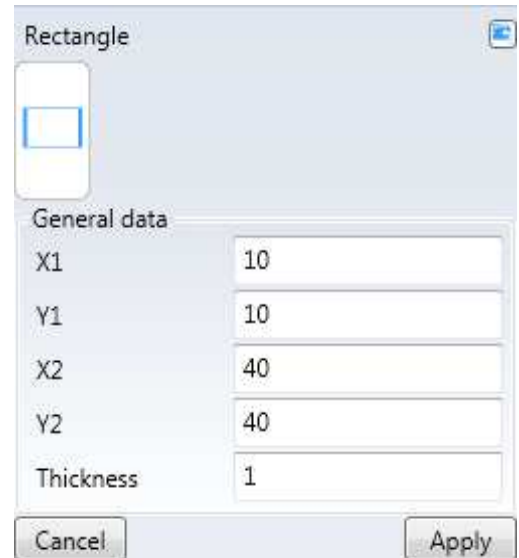 Rectangle
General data
X1 10
Y1 10
X2 40
Y2 40
Thickness 1
Cancel Apply